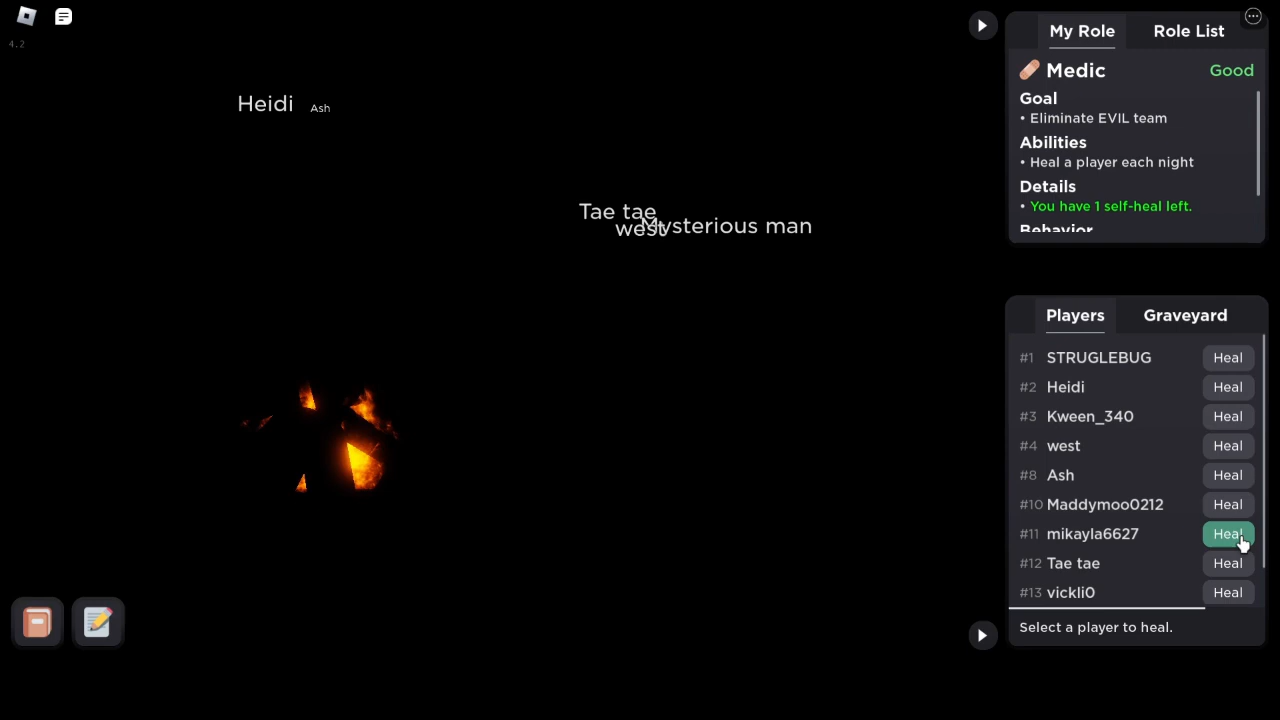 4.2
Heidi
Ash
Tae tae
west
Mysterious man
My Role
Role List
Medic
Good
Goal
• Eliminate EVIL team
Abilities
• Heal a player each night
Details
• You have 1 self-heal left.
Behavior
Players
Graveyard
#1 STRUGLEBUG Heal
#2 Heidi Heal
#3 Kween_340 Heal
#4 west Heal
#8 Ash Heal
#10 Maddymoo0212 Heal
#11 mikayla6627 Heal
#12 Tae tae Heal
#13 vickli0 Heal
Select a player to heal.